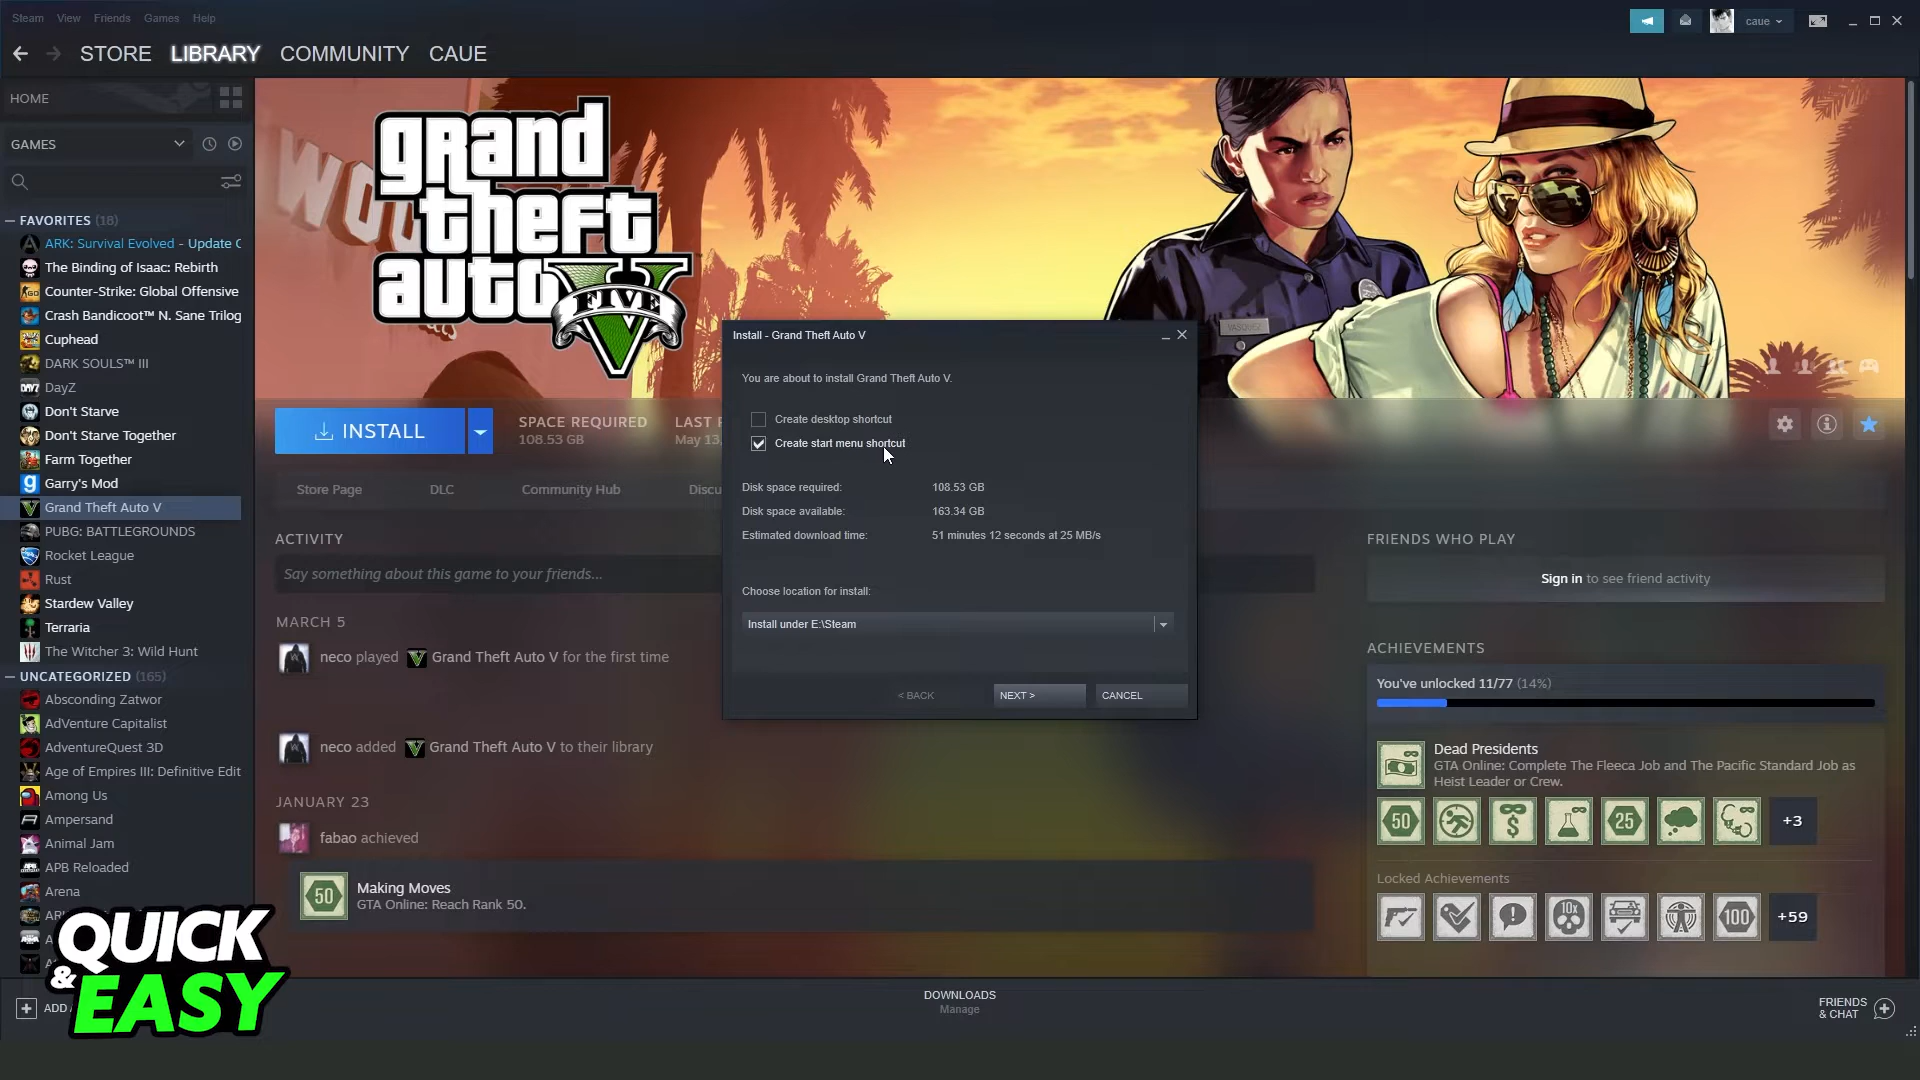 Steam View Friends Games Help
caue
STORE LIBRARY COMMUNITY CAUE
HOME
GAMES
FAVORITES (18)
ARK: Survival Evolved - Update
The Binding of Isaac: Rebirth
Counter-Strike: Global Offensive
Crash Bandicoot™ N. Sane Trilog
Cuphead
DARK SOULS™ III
DayZ
Don't Starve
Don't Starve Together
Farm Together
Garry's Mod
Grand Theft Auto V
PUBG: BATTLEGROUNDS
Rocket League
Rust
Stardew Valley
Terraria
The Witcher 3: Wild Hunt
UNCATEGORIZED (165)
Absconding Zatwor
AdVenture Capitalist
AdventureQuest 3D
Age of Empires III: Definitive Edit
Among Us
Ampersand
Animal Jam
APB Reloaded
Arena
QUICK
& EASY
grand
theft
auto V
FIVE
VASQUEZ
INSTALL
SPACE REQUIRED
108.53 GB
LAST
May 13,
Store Page DLC Community Hub Discu
ACTIVITY
Say something about this game to your friends...
MARCH 5
neco played Grand Theft Auto V for the first time
neco added Grand Theft Auto V to their library
JANUARY 23
fabao achieved
50
Making Moves
GTA Online: Reach Rank 50.
Install - Grand Theft Auto V
You are about to install Grand Theft Auto V.
Create desktop shortcut
Create start menu shortcut
Disk space required: 108.53 GB
Disk space available: 163.34 GB
Estimated download time: 51 minutes 12 seconds at 25 MB/s
Choose location for install:
Install under E:\Steam
< BACK NEXT > CANCEL
FRIENDS WHO PLAY
Sign in to see friend activity
ACHIEVEMENTS
You've unlocked 11/77 (14%)
Dead Presidents
GTA Online: Complete The Fleeca Job and The Pacific Standard Job as
Heist Leader or Crew.
50 $ 25 +3
Locked Achievements
10x 100 +59
ADD
DOWNLOADS
Manage
FRIENDS
& CHAT